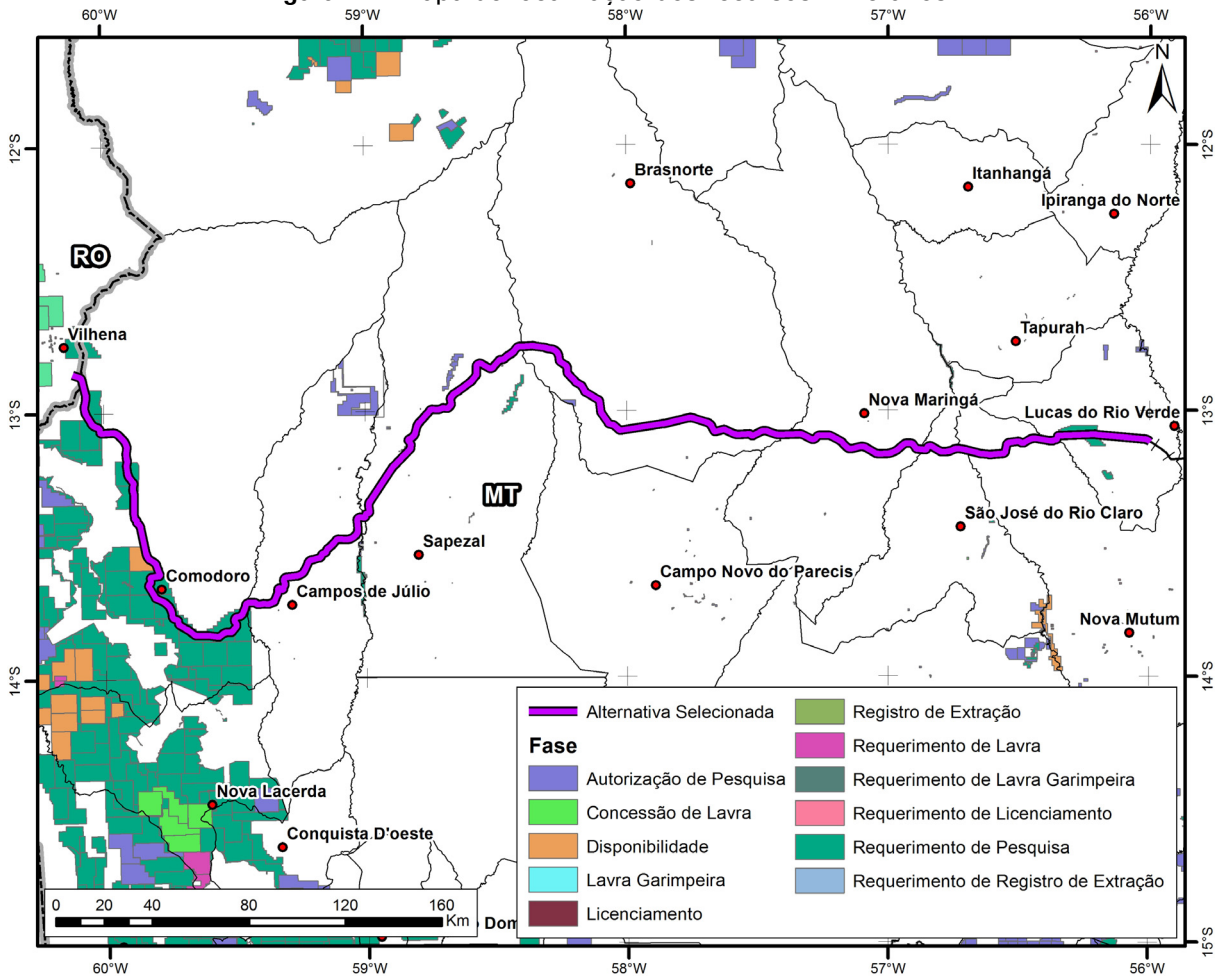 60°W 59°W 58°W 57°W 56°W
N
12°S 12°S
Brasnorte
Itanhangá
Ipiranga do Norte
RO
Vilhena
Tapurah
Nova Maringá
13°S 13°S
Lucas do Rio Verde
MT
São José do Rio Claro
Sapezal
Comodoro
Campos de Júlio
Campo Novo do Parecis
Nova Mutum
14°S 14°S
Alternativa Selecionada
Fase
Autorização de Pesquisa
Concessão de Lavra
Disponibilidade
Lavra Garimpeira
Licenciamento
Registro de Extração
Requerimento de Lavra
Requerimento de Lavra Garimpeira
Requerimento de Licenciamento
Requerimento de Pesquisa
Requerimento de Registro de Extração
Nova Lacerda
Conquista D'oeste
0 20 40 80 120 160
Km
15°S
60°W 59°W 58°W 57°W 56°W